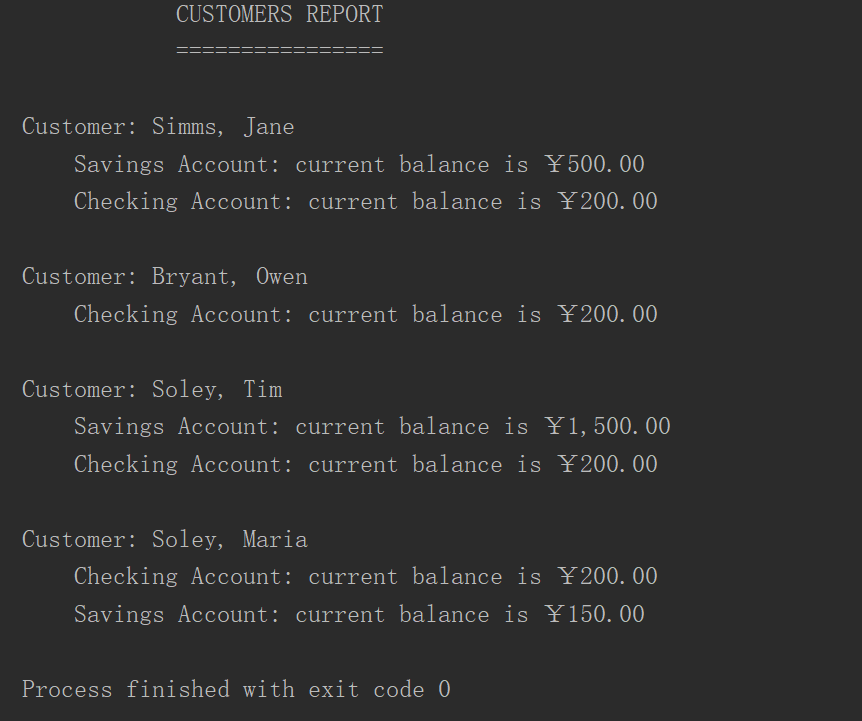 CUSTOMERS REPORT
================
Customer: Simms, Jane
Savings Account: current balance is ￥500.00
Checking Account: current balance is ￥200.00
Customer: Bryant, Owen
Checking Account: current balance is ￥200.00
Customer: Soley, Tim
Savings Account: current balance is ￥1,500.00
Checking Account: current balance is ￥200.00
Customer: Soley, Maria
Checking Account: current balance is ￥200.00
Savings Account: current balance is ￥150.00
Process finished with exit code 0